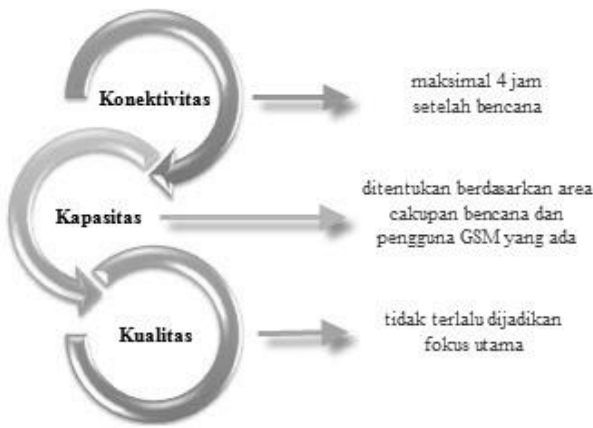 Konektivitas
maksimal 4 jam
setelah bencana
Kapasitas
ditentukan berdasarkan area
cakupan bencana dan
pengguna GSM yang ada
Kualitas
tidak terlalu dijadikan
fokus utama